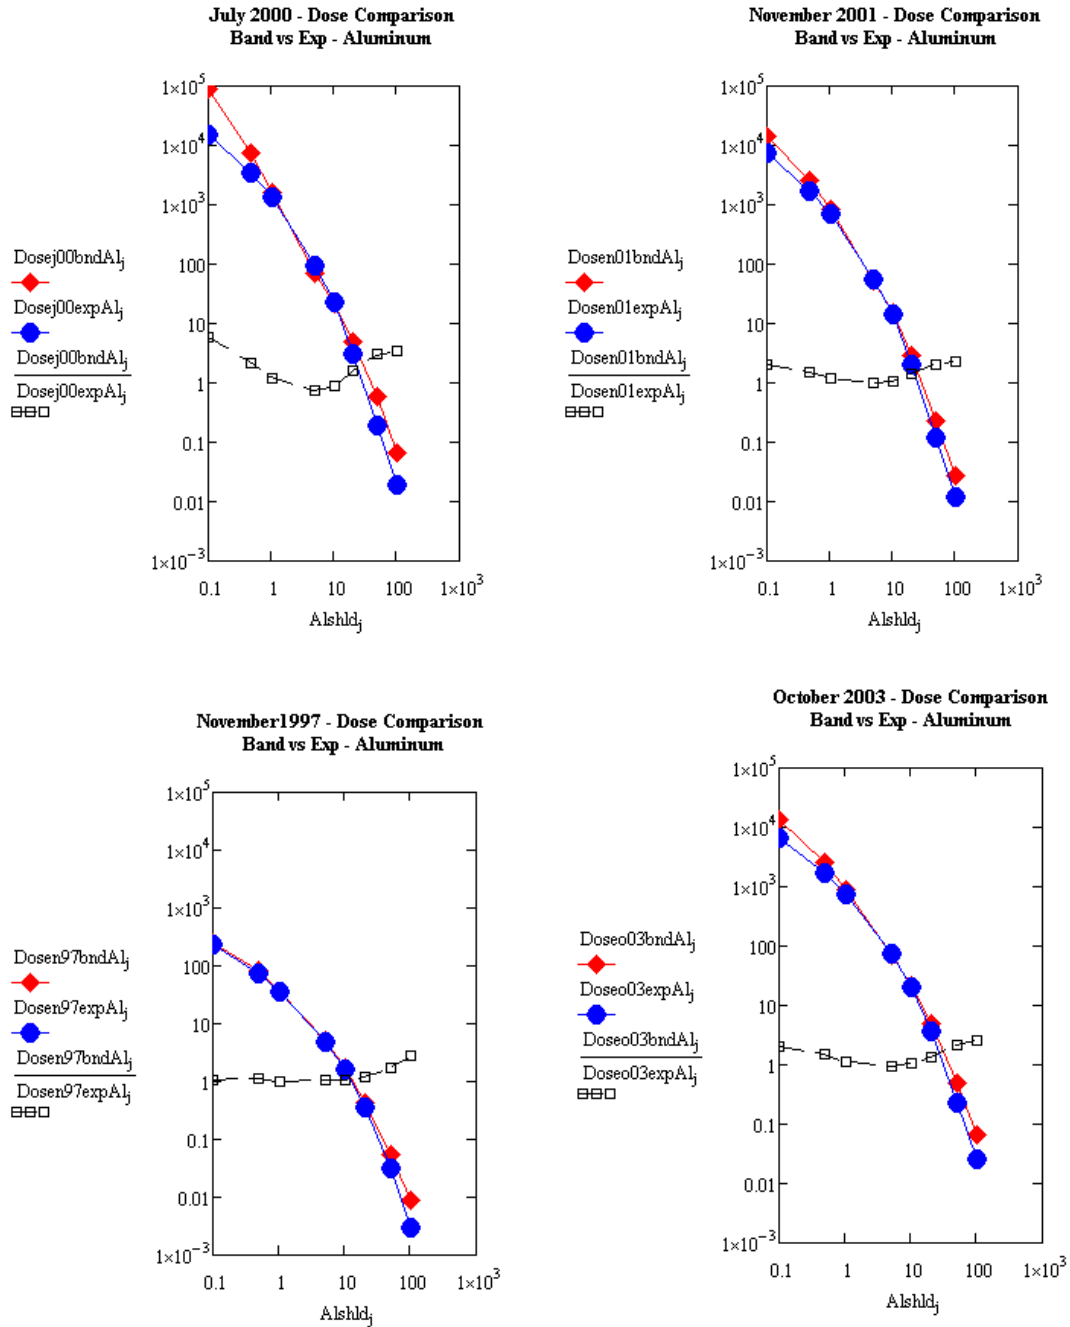 July 2000 - Dose Comparison
Band vs Exp - Aluminum
1×10^5
1×10^4
1×10^3
100
10
1
0.1
0.01
1×10^-3
Dosej00bndAl_j
Dosej00expAl_j
Dosej00bndAl_j
Dosej00expAl_j
0.1 1 10 100 1×10^3
Alshld_j
November 2001 - Dose Comparison
Band vs Exp - Aluminum
1×10^5
1×10^4
1×10^3
100
10
1
0.1
0.01
1×10^-3
Dosen01bndAl_j
Dosen01expAl_j
Dosen01bndAl_j
Dosen01expAl_j
0.1 1 10 100 1×10^3
Alshld_j
November1997 - Dose Comparison
Band vs Exp - Aluminum
1×10^5
1×10^4
1×10^3
100
10
1
0.1
0.01
1×10^-3
Dosen97bndAl_j
Dosen97expAl_j
Dosen97bndAl_j
Dosen97expAl_j
0.1 1 10 100 1×10^3
Alshld_j
October 2003 - Dose Comparison
Band vs Exp - Aluminum
1×10^5
1×10^4
1×10^3
100
10
1
0.1
0.01
1×10^-3
Doseo03bndAl_j
Doseo03expAl_j
Doseo03bndAl_j
Doseo03expAl_j
0.1 1 10 100 1×10^3
Alshld_j